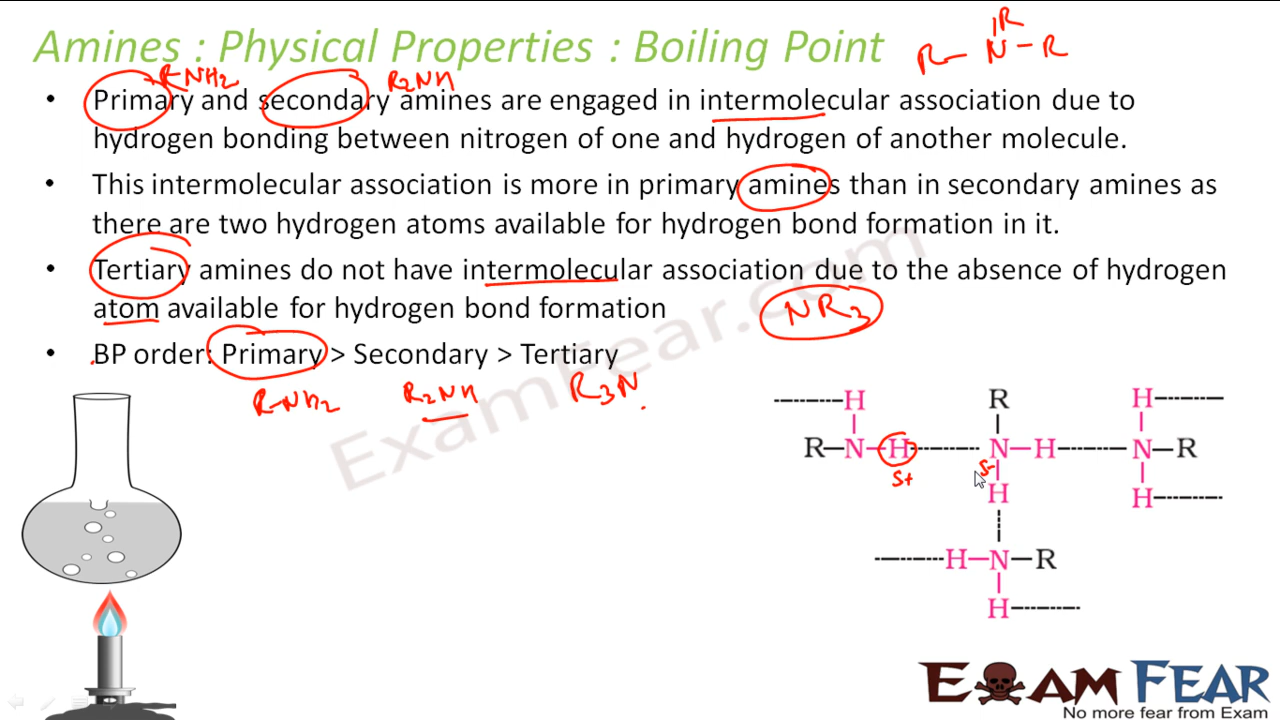 Amines : Physical Properties : Boiling Point
R
R – N – R
R-NH2 R2NH
• Primary and secondary amines are engaged in intermolecular association due to
hydrogen bonding between nitrogen of one and hydrogen of another molecule.
• This intermolecular association is more in primary amines than in secondary amines as
there are two hydrogen atoms available for hydrogen bond formation in it.
• Tertiary amines do not have intermolecular association due to the absence of hydrogen
atom available for hydrogen bond formation
NR3
• BP order: Primary > Secondary > Tertiary
R-NH2 R2NH R3N
ExamFear.com
H R H
R–N–H N–H N–R
δ+ δ-
H H
H–N–R
H
EXAM FEAR
No more fear from Exam